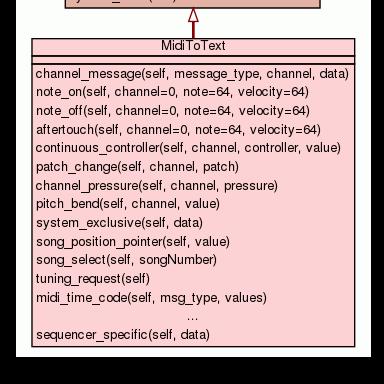 MidiToText
channel_message(self, message_type, channel, data)
note_on(self, channel=0, note=64, velocity=64)
note_off(self, channel=0, note=64, velocity=64)
aftertouch(self, channel=0, note=64, velocity=64)
continuous_controller(self, channel, controller, value)
patch_change(self, channel, patch)
channel_pressure(self, channel, pressure)
pitch_bend(self, channel, value)
system_exclusive(self, data)
song_position_pointer(self, value)
song_select(self, songNumber)
tuning_request(self)
midi_time_code(self, msg_type, values)
...
sequencer_specific(self, data)